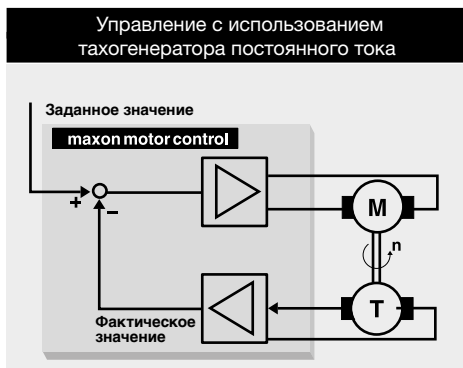 Управление с использованием
тахогенератора постоянного тока
Заданное значение
maxon motor control
+
−
M
n
T
Фактическое
значение